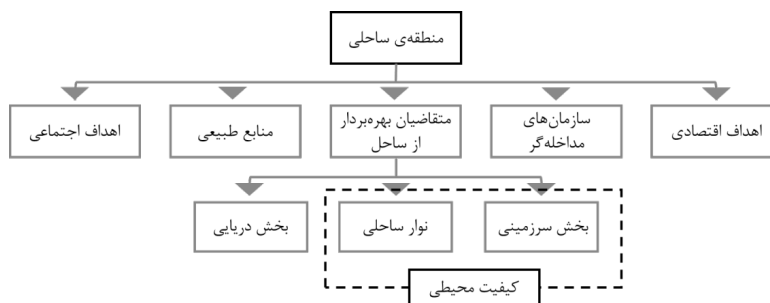 منطقه‌ی ساحلی
اهداف اقتصادی
سازمان‌های
مداخله‌گر
متقاضیان بهره‌بردار
از ساحل
منابع طبیعی
اهداف اجتماعی
بخش سرزمینی
نوار ساحلی
بخش دریایی
کیفیت محیطی